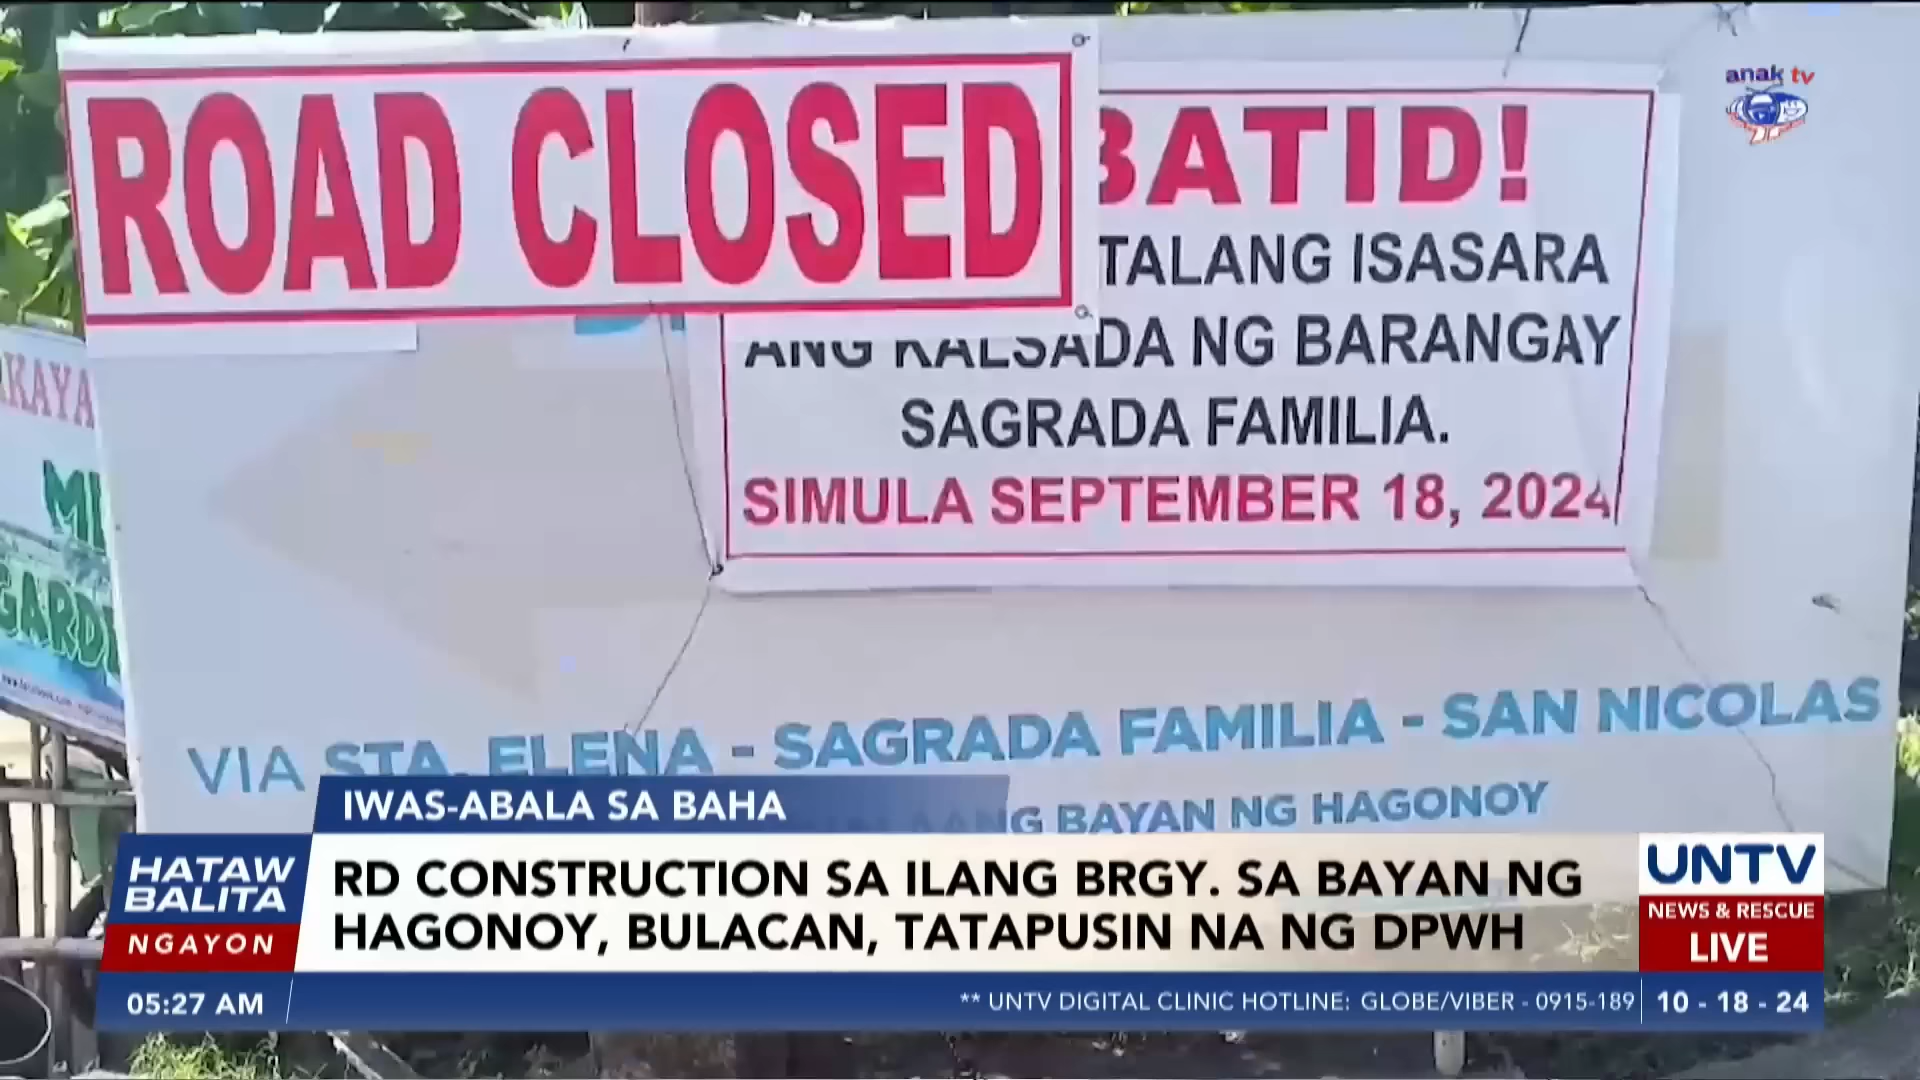 anak tv
ROAD CLOSED
BATID!
TALANG ISASARA
ANG KALSADA NG BARANGAY
SAGRADA FAMILIA.
SIMULA SEPTEMBER 18, 2024
KAYA
VIA STA. ELENA - SAGRADA FAMILIA - SAN NICOLAS
BAYAN NG HAGONOY
IWAS-ABALA SA BAHA
HATAW
BALITA
NGAYON
RD CONSTRUCTION SA ILANG BRGY. SA BAYAN NG
HAGONOY, BULACAN, TATAPUSIN NA NG DPWH
UNTV
NEWS & RESCUE
LIVE
05:27 AM
** UNTV DIGITAL CLINIC HOTLINE: GLOBE/VIBER - 0915-189
10 - 18 - 24